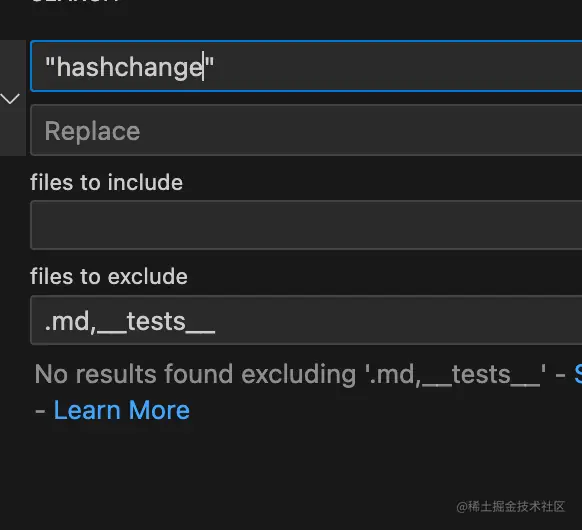 "hashchange"
Replace
files to include
files to exclude
.md,__tests__
No results found excluding '.md,__tests__' -
- Learn More
@稀土掘金技术社区